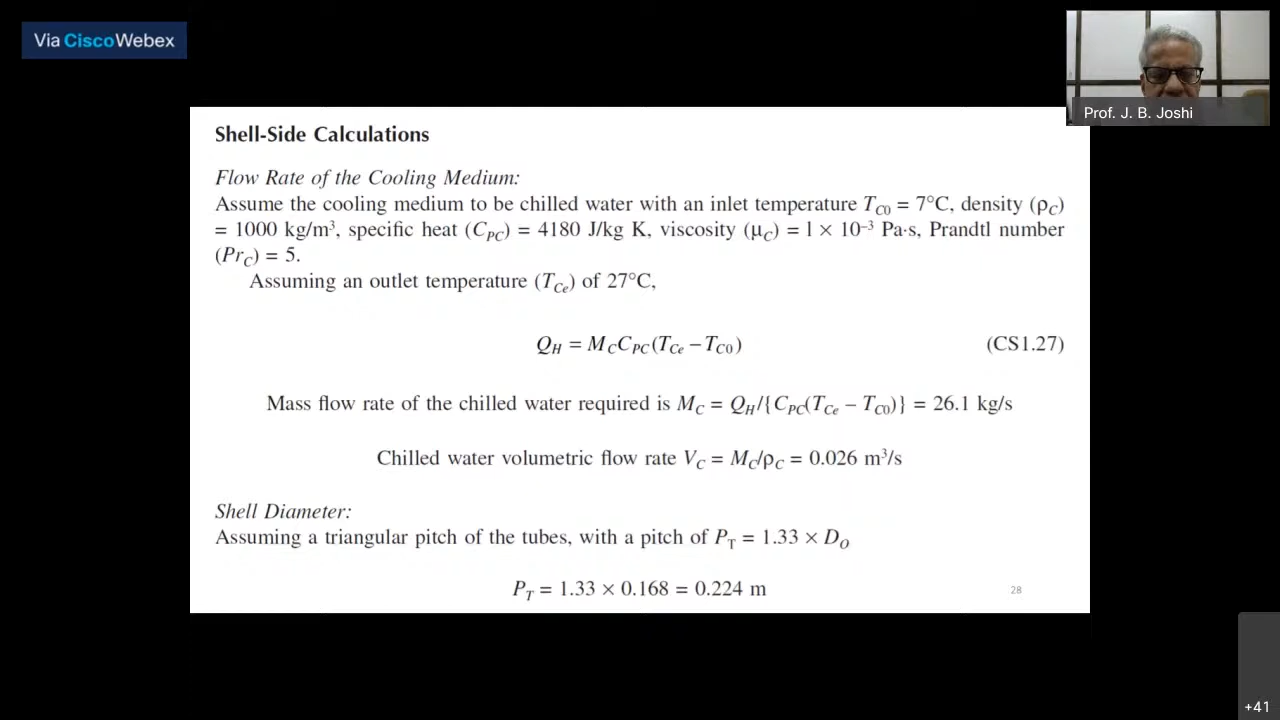 Via Cisco Webex
Prof. J. B. Joshi
Shell-Side Calculations
Flow Rate of the Cooling Medium:
Assume the cooling medium to be chilled water with an inlet temperature T_C0 = 7°C, density (ρ_C)
= 1000 kg/m³, specific heat (C_PC) = 4180 J/kg K, viscosity (μ_C) = 1 × 10⁻³ Pa·s, Prandtl number
(Pr_C) = 5.
Assuming an outlet temperature (T_Ce) of 27°C,
Q_H = M_C C_PC (T_Ce − T_C0) (CS1.27)
Mass flow rate of the chilled water required is M_C = Q_H/{C_PC(T_Ce − T_C0)} = 26.1 kg/s
Chilled water volumetric flow rate V_C = M_C/ρ_C = 0.026 m³/s
Shell Diameter:
Assuming a triangular pitch of the tubes, with a pitch of P_T = 1.33 × D_O
P_T = 1.33 × 0.168 = 0.224 m
28
+41